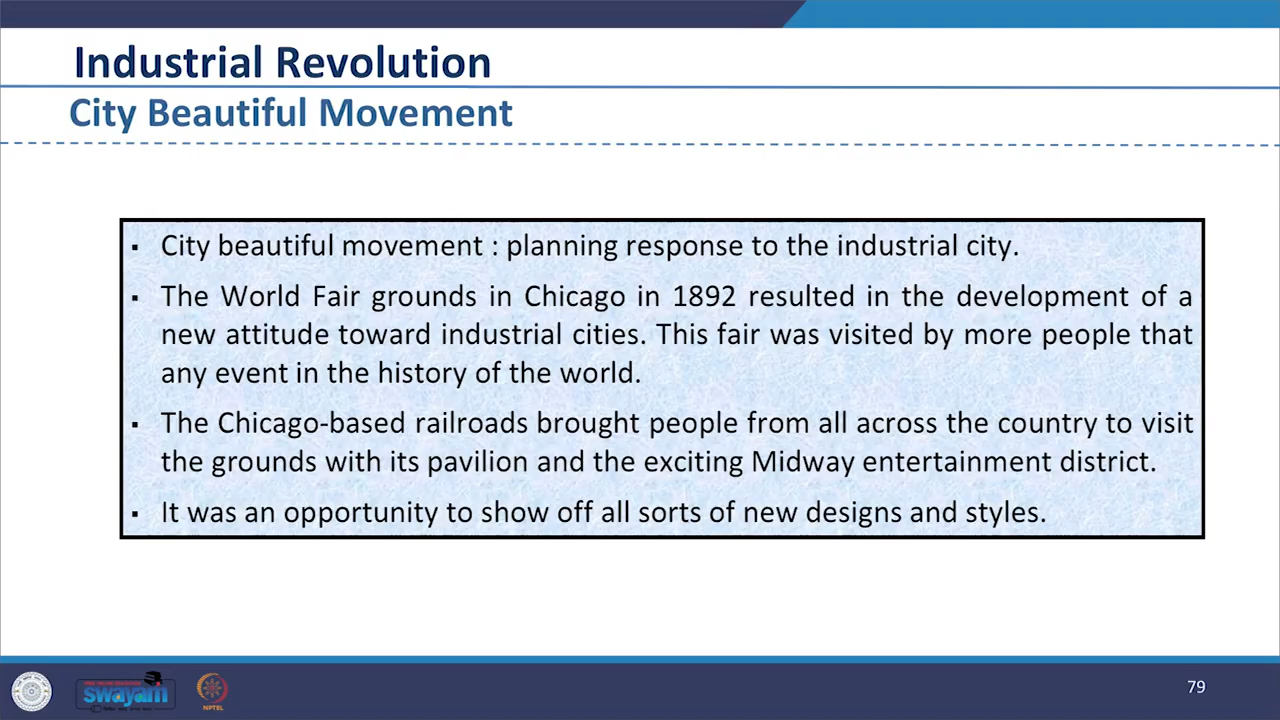 Industrial Revolution
City Beautiful Movement
▪ City beautiful movement : planning response to the industrial city.
▪ The World Fair grounds in Chicago in 1892 resulted in the development of a
new attitude toward industrial cities. This fair was visited by more people that
any event in the history of the world.
▪ The Chicago-based railroads brought people from all across the country to visit
the grounds with its pavilion and the exciting Midway entertainment district.
▪ It was an opportunity to show off all sorts of new designs and styles.
swayam
NPTEL
79